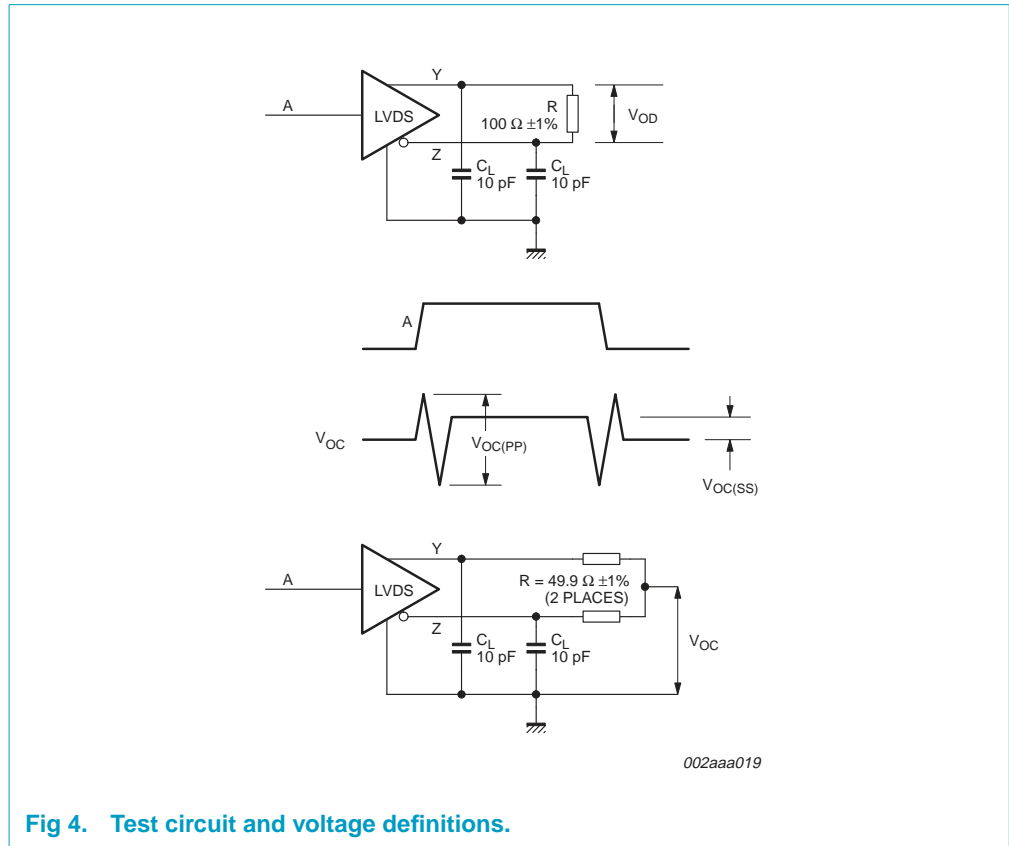 Y
A
LVDS
R
100 Ω ±1%
VOD
Z
CL
10 pF
CL
10 pF
A
VOC
VOC(PP)
VOC(SS)
Y
A
LVDS
R = 49.9 Ω ±1%
(2 PLACES)
Z
CL
10 pF
CL
10 pF
VOC
002aaa019
Fig 4. Test circuit and voltage definitions.